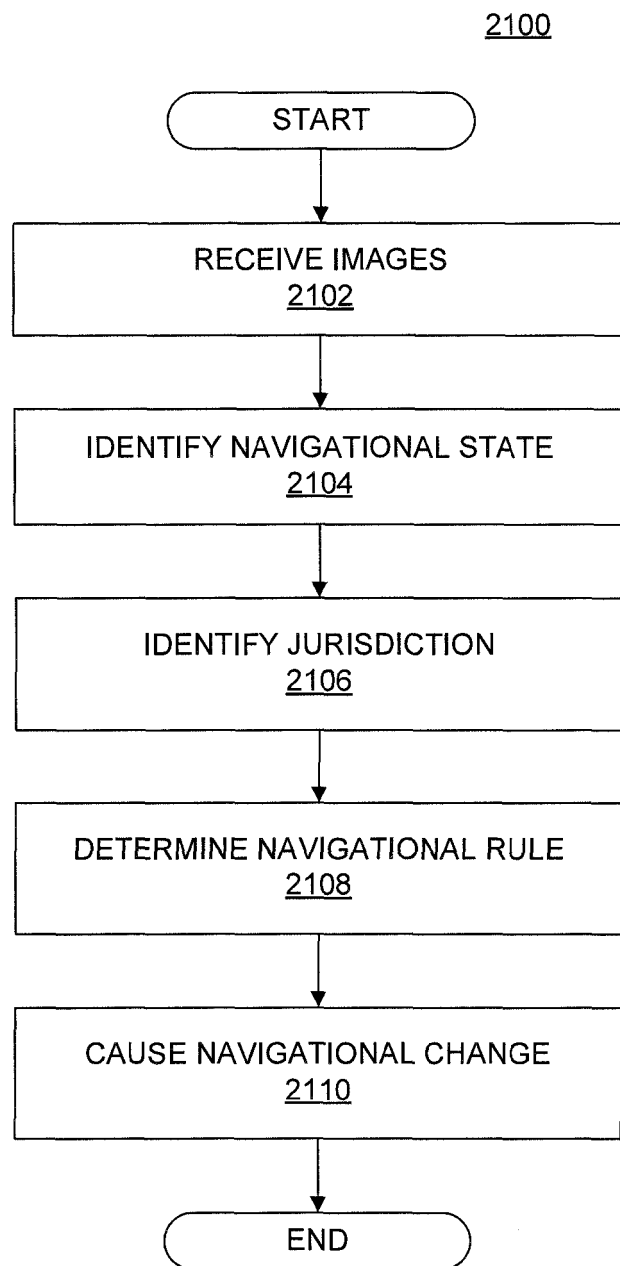 2100
START
RECEIVE IMAGES
2102
IDENTIFY NAVIGATIONAL STATE
2104
IDENTIFY JURISDICTION
2106
DETERMINE NAVIGATIONAL RULE
2108
CAUSE NAVIGATIONAL CHANGE
2110
END